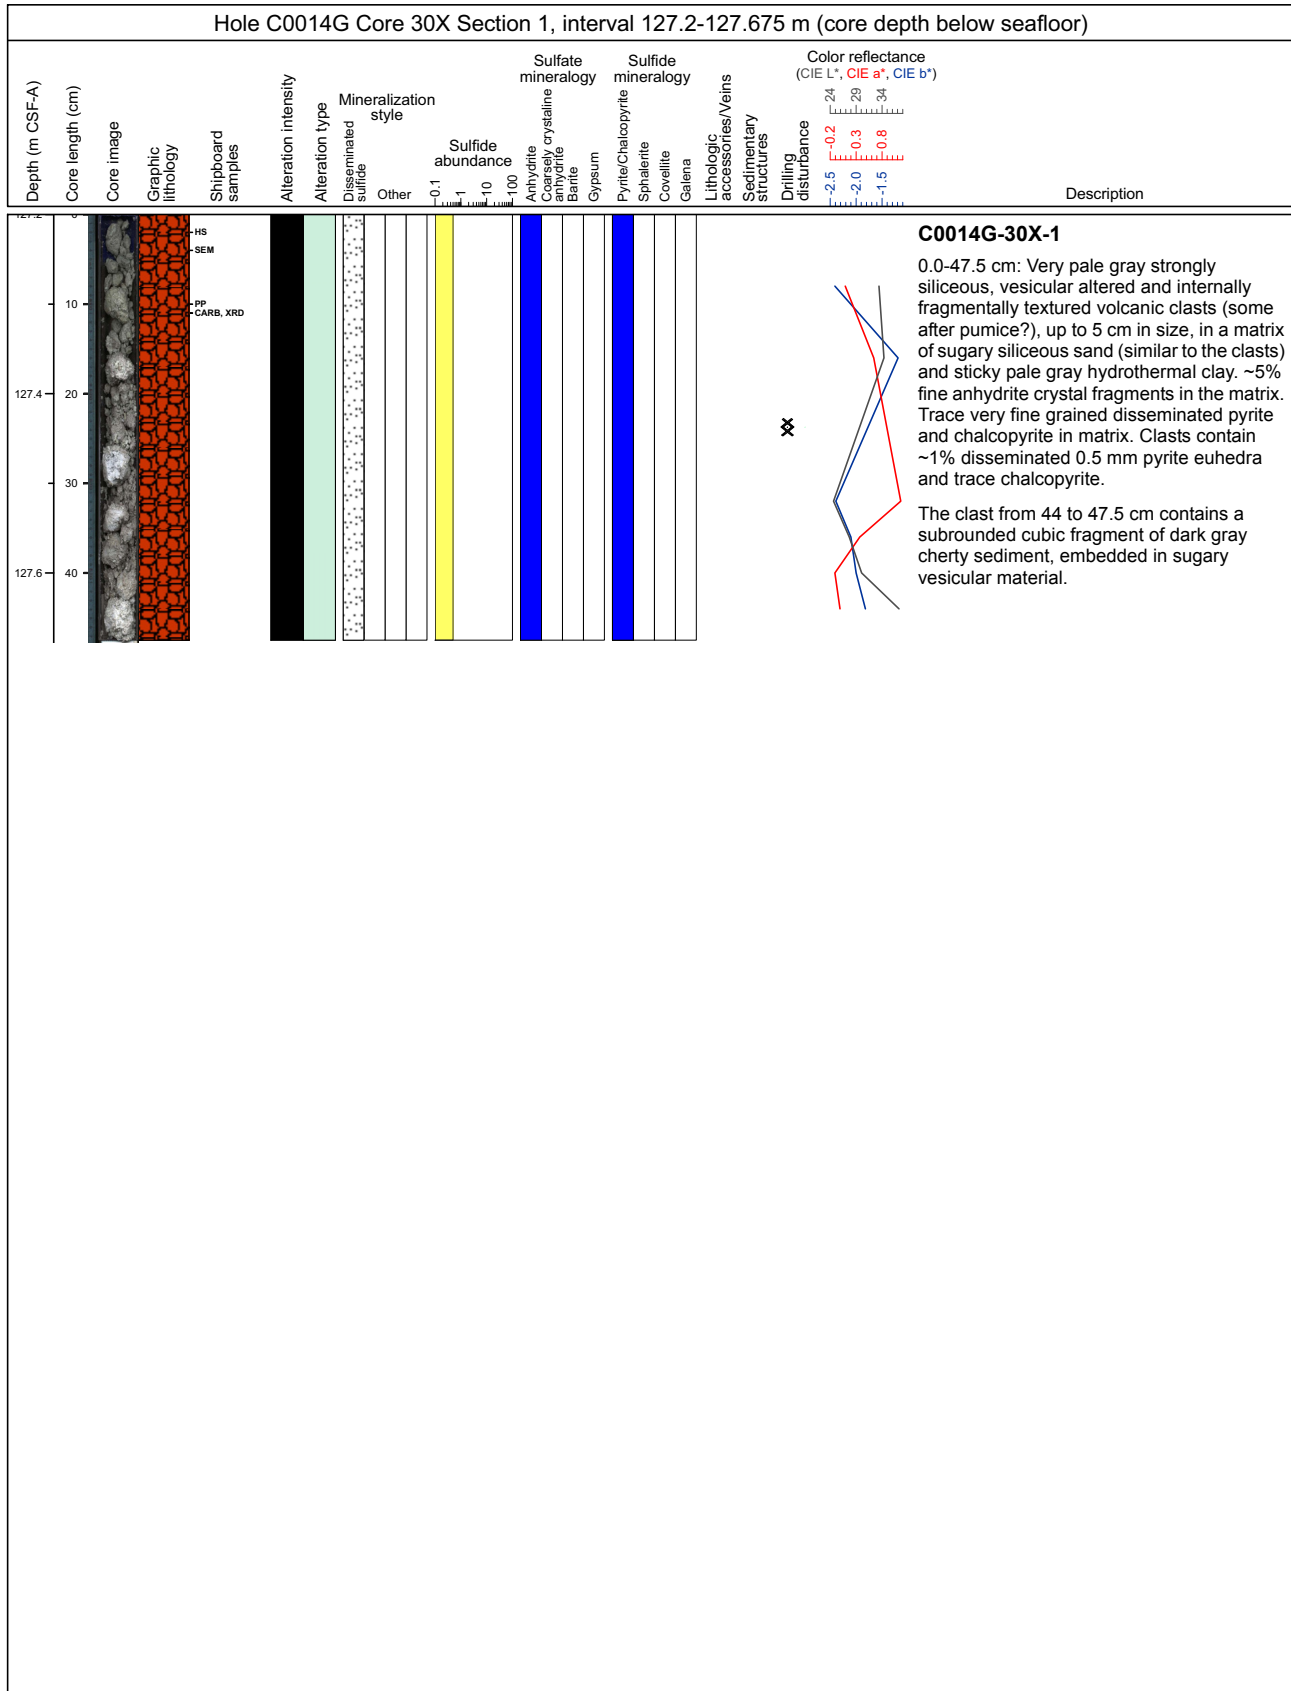 Hole C0014G Core 30X Section 1, interval 127.2-127.675 m (core depth below seafloor)
Depth (m CSF-A)
Core length (cm)
Core image
Graphic
lithology
Shipboard
samples
Alteration intensity
Alteration type
Mineralization
style
Disseminated
sulfide
Other
Sulfide
abundance
0.1
1
10
100
Sulfate
mineralogy
Anhydrite
Coarsely crystaline
anhydrite
Barite
Gypsum
Sulfide
mineralogy
Pyrite/Chalcopyrite
Sphalerite
Covellite
Galena
Lithologic
accessories/Veins
Sedimentary
structures
Drilling
disturbance
Color reflectance
(CIE L*, CIE a*, CIE b*)
24
29
34
-0.2
0.3
0.8
-2.5
-2.0
-1.5
Description
127.2
0
HS
SEM
10
PP
CARB, XRD
127.4
20
30
127.6
40
C0014G-30X-1
0.0-47.5 cm: Very pale gray strongly
siliceous, vesicular altered and internally
fragmentally textured volcanic clasts (some
after pumice?), up to 5 cm in size, in a matrix
of sugary siliceous sand (similar to the clasts)
and sticky pale gray hydrothermal clay. ~5%
fine anhydrite crystal fragments in the matrix.
Trace very fine grained disseminated pyrite
and chalcopyrite in matrix. Clasts contain
~1% disseminated 0.5 mm pyrite euhedra
and trace chalcopyrite.
The clast from 44 to 47.5 cm contains a
subrounded cubic fragment of dark gray
cherty sediment, embedded in sugary
vesicular material.